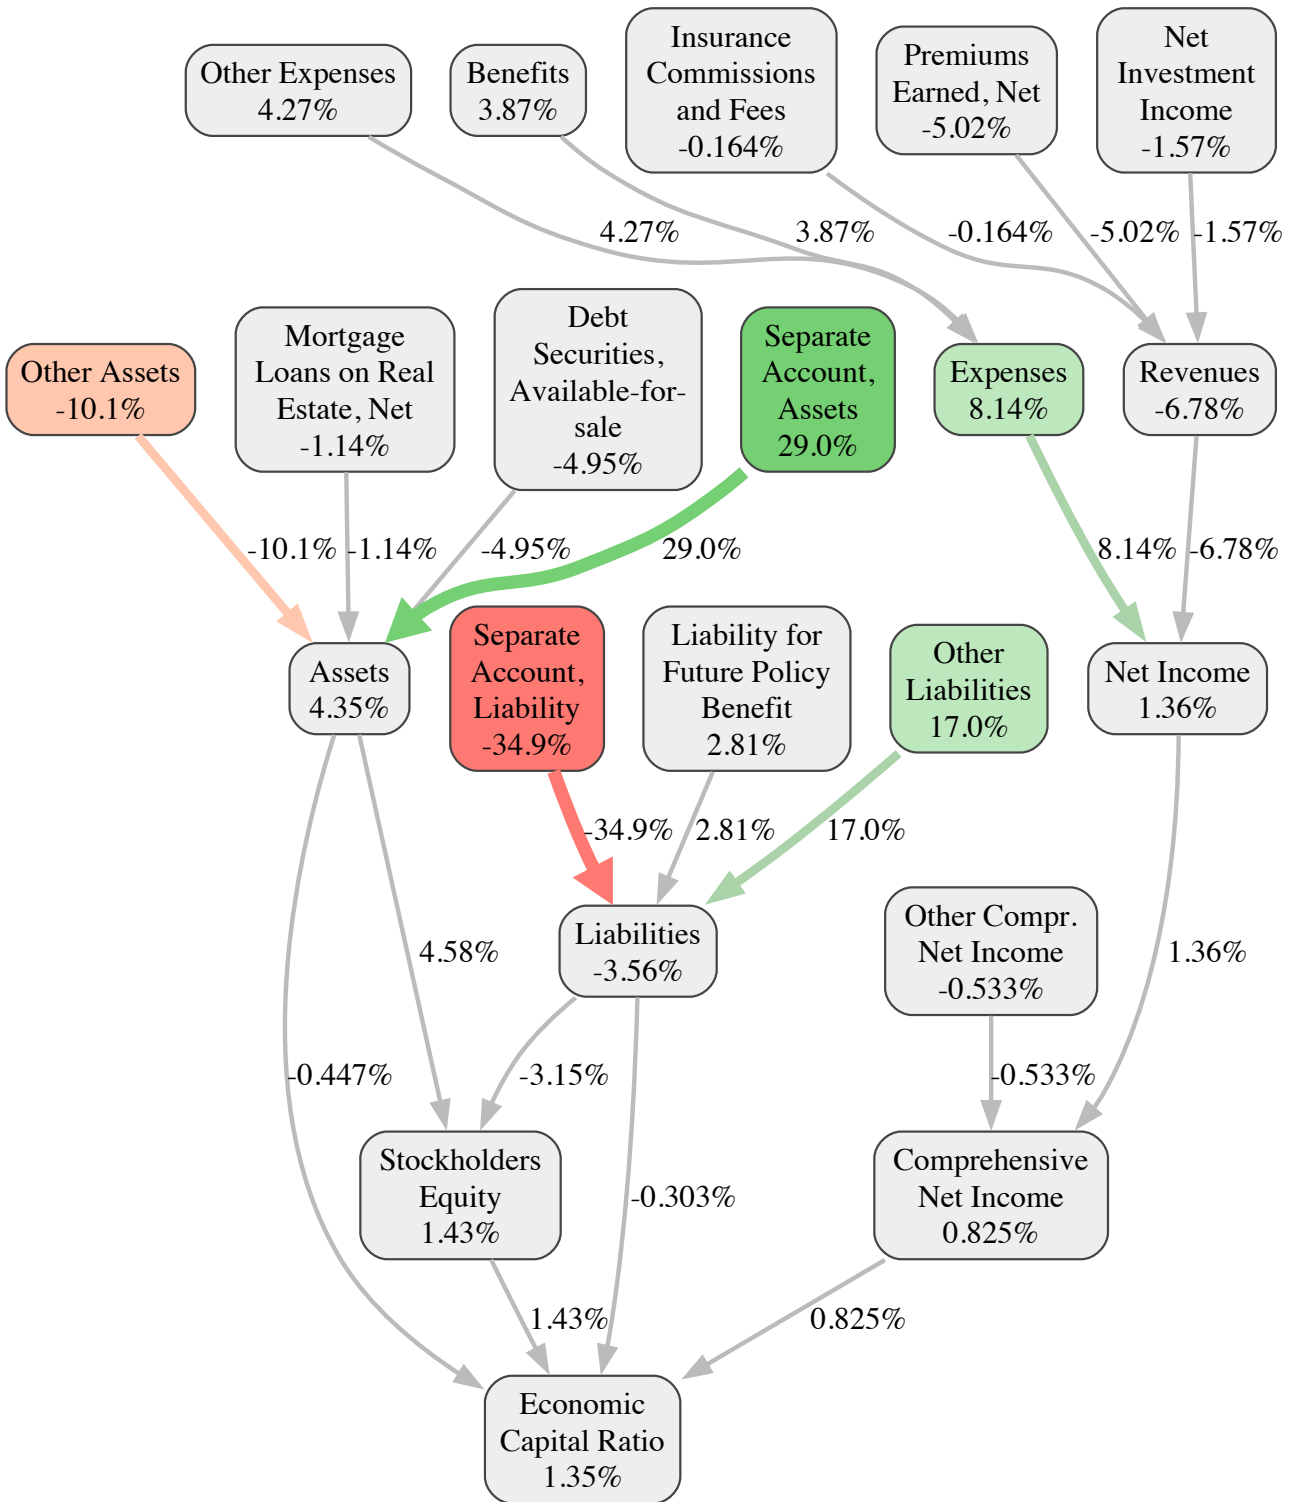 Other Expenses
4.27%
Benefits
3.87%
Insurance
Commissions
and Fees
-0.164%
Premiums
Earned, Net
-5.02%
Net
Investment
Income
-1.57%
4.27%
3.87%
-0.164%
-5.02%
-1.57%
Other Assets
-10.1%
Mortgage
Loans on Real
Estate, Net
-1.14%
Debt
Securities,
Available-for-
sale
-4.95%
Separate
Account,
Assets
29.0%
Expenses
8.14%
Revenues
-6.78%
-10.1%
-1.14%
-4.95%
29.0%
8.14%
-6.78%
Assets
4.35%
Separate
Account,
Liability
-34.9%
Liability for
Future Policy
Benefit
2.81%
Other
Liabilities
17.0%
Net Income
1.36%
-34.9%
2.81%
17.0%
Liabilities
-3.56%
Other Compr.
Net Income
-0.533%
4.58%
1.36%
-0.447%
-3.15%
-0.533%
Stockholders
Equity
1.43%
-0.303%
Comprehensive
Net Income
0.825%
1.43%
0.825%
Economic
Capital Ratio
1.35%